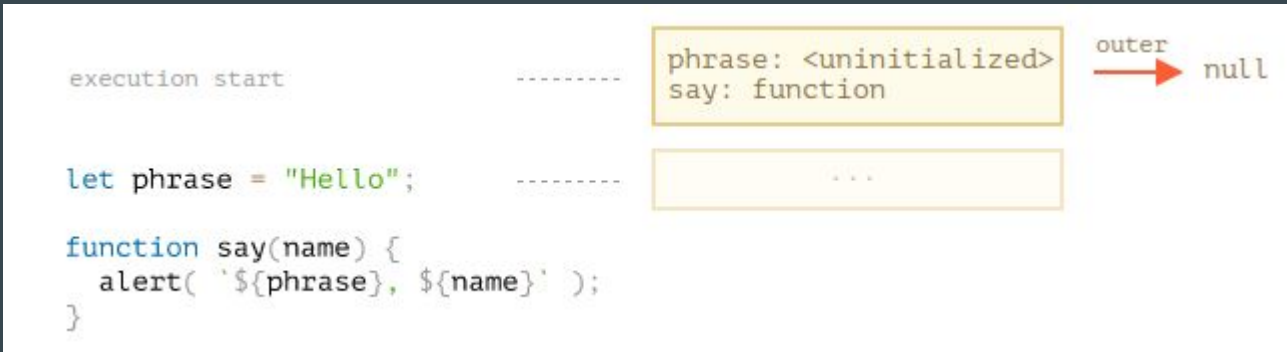 execution start --------- phrase: <uninitialized> outer null
say: function
let phrase = "Hello"; --------- ...
function say(name) {
  alert( `${phrase}, ${name}` );
}